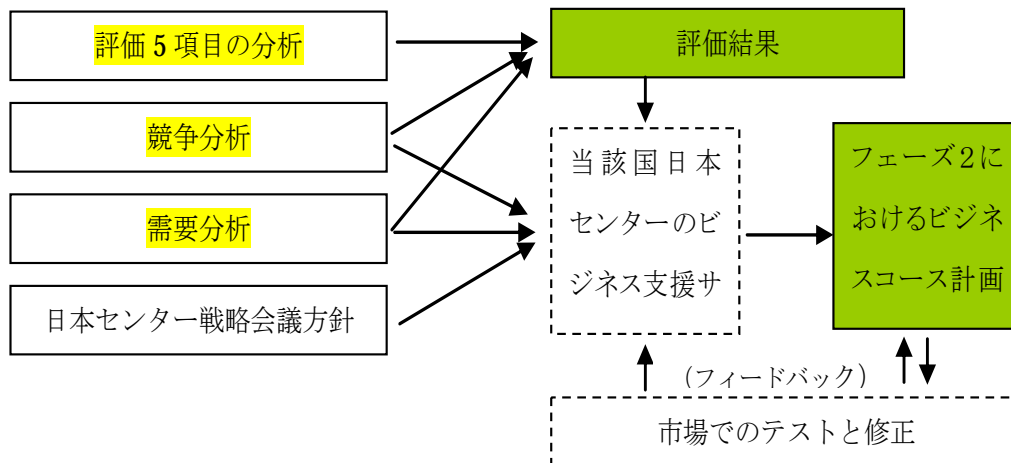 評価5項目の分析
競争分析
需要分析
日本センター戦略会議方針
評価結果
当該国日本
センターのビ
ジネス支援サ
フェーズ2に
おけるビジネ
スコース計画
(フィードバック)
市場でのテストと修正